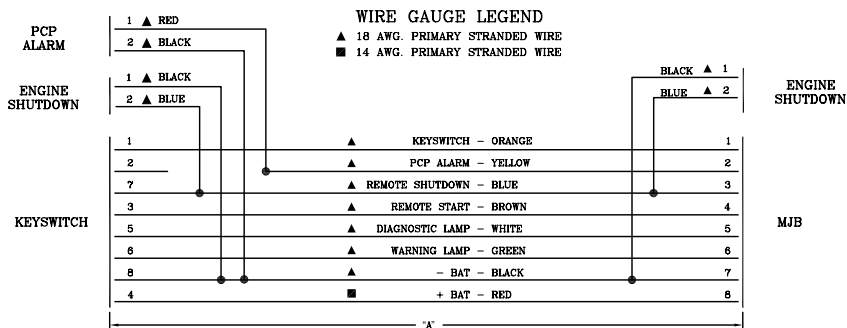 WIRE GAUGE LEGEND
▲ 18 AWG. PRIMARY STRANDED WIRE
■ 14 AWG. PRIMARY STRANDED WIRE
PCP
ALARM
1 ▲ RED
2 ▲ BLACK
ENGINE
SHUTDOWN
1 ▲ BLACK
2 ▲ BLUE
BLACK ▲ 1
BLUE ▲ 2
ENGINE
SHUTDOWN
KEYSWITCH
1 ▲ KEYSWITCH - ORANGE 1
2 ▲ PCP ALARM - YELLOW 2
7 ▲ REMOTE SHUTDOWN - BLUE 3
3 ▲ REMOTE START - BROWN 4
5 ▲ DIAGNOSTIC LAMP - WHITE 5
6 ▲ WARNING LAMP - GREEN 6
8 ▲ - BAT - BLACK 7
4 ■ + BAT - RED 8
MJB
"A"